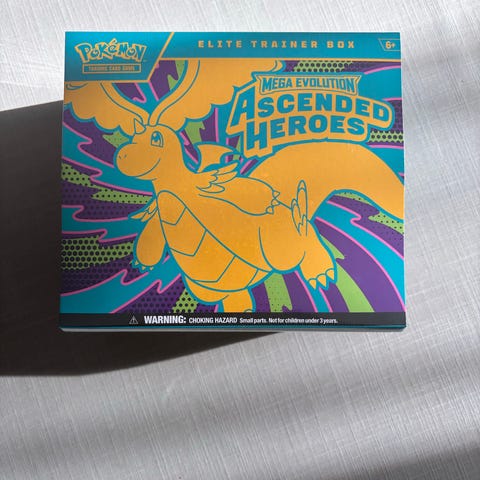 Pokémon
TRADING CARD GAME
ELITE TRAINER BOX
6+
MEGA EVOLUTION
ASCENDED
HEROES
WARNING: CHOKING HAZARD Small parts. Not for children under 3 years.